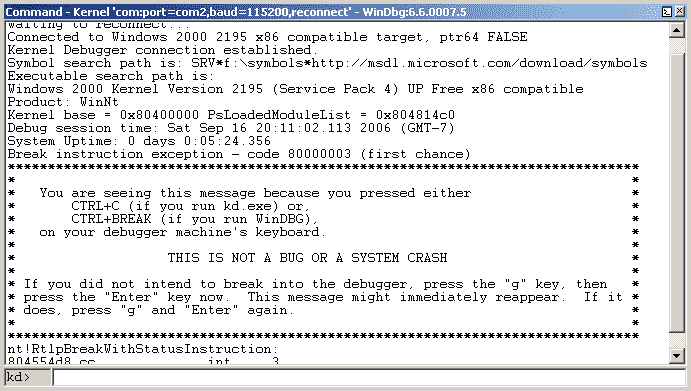 Command - Kernel 'com:port=com2,baud=115200,reconnect' - WinDbg:6.6.0007.5
Waiting to reconnect...
Connected to Windows 2000 2195 x86 compatible target, ptr64 FALSE
Kernel Debugger connection established.
Symbol search path is: SRV*f:\symbols*http://msdl.microsoft.com/download/symbols
Executable search path is:
Windows 2000 Kernel Version 2195 (Service Pack 4) UP Free x86 compatible
Product: WinNt
Kernel base = 0x80400000 PsLoadedModuleList = 0x804814c0
Debug session time: Sat Sep 16 20:11:02.113 2006 (GMT-7)
System Uptime: 0 days 0:05:24.356
Break instruction exception - code 80000003 (first chance)
*******************************************************************************
*                                                                             *
*   You are seeing this message because you pressed either                    *
*       CTRL+C (if you run kd.exe) or,                                        *
*       CTRL+BREAK (if you run WinDBG),                                       *
*   on your debugger machine's keyboard.                                      *
*                                                                             *
*                   THIS IS NOT A BUG OR A SYSTEM CRASH                       *
*                                                                             *
* If you did not intend to break into the debugger, press the "g" key, then   *
* press the "Enter" key now.  This message might immediately reappear.  If it *
* does, press "g" and "Enter" again.                                          *
*                                                                             *
*******************************************************************************
nt!RtlpBreakWithStatusInstruction:
804554d8 cc              int     3
kd>